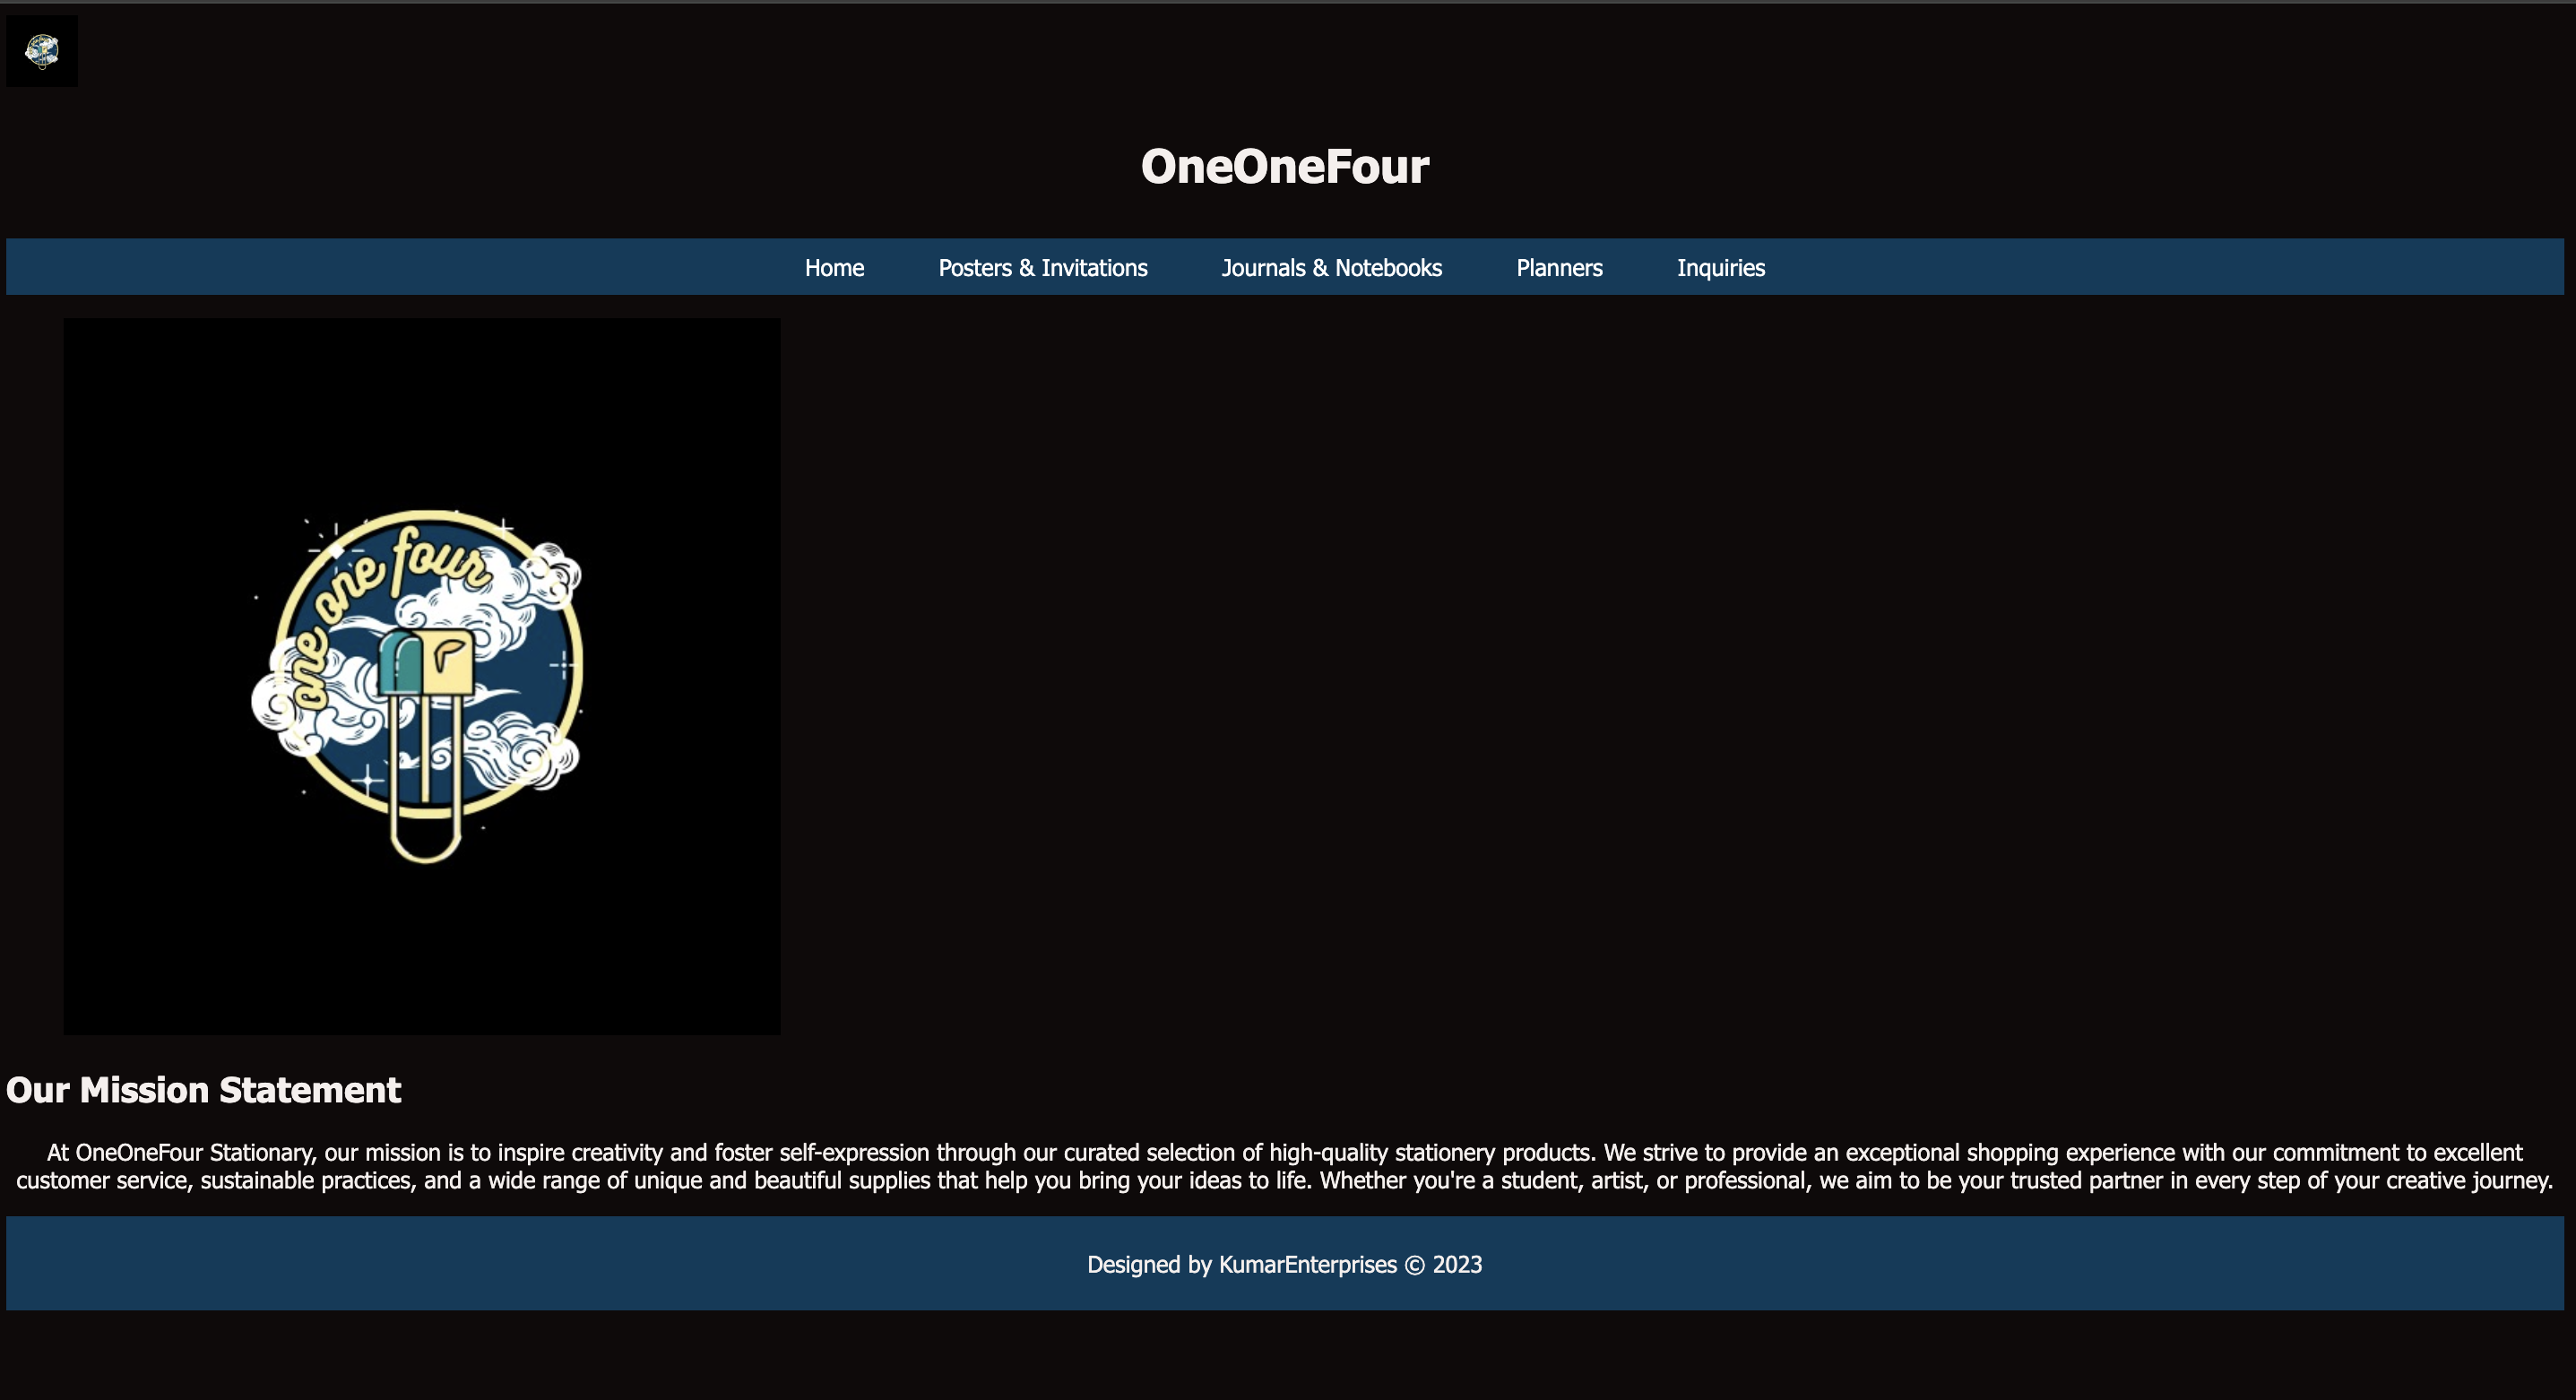 OneOneFour
Home Posters & Invitations Journals & Notebooks Planners Inquiries
one one four
Our Mission Statement
At OneOneFour Stationary, our mission is to inspire creativity and foster self-expression through our curated selection of high-quality stationery products. We strive to provide an exceptional shopping experience with our commitment to excellent
customer service, sustainable practices, and a wide range of unique and beautiful supplies that help you bring your ideas to life. Whether you're a student, artist, or professional, we aim to be your trusted partner in every step of your creative journey.
Designed by KumarEnterprises © 2023